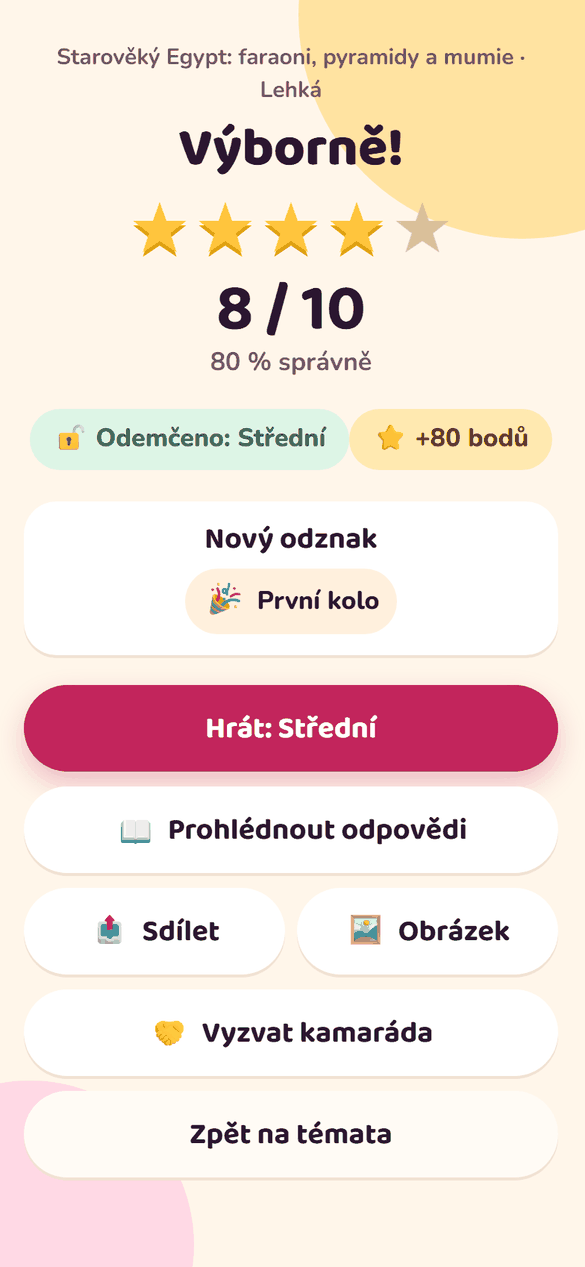 Starověký Egypt: faraoni, pyramidy a mumie ·
Lehká
Výborně!
8 / 10
80 % správně
Odemčeno: Střední
+80 bodů
Nový odznak
První kolo
Hrát: Střední
Prohlédnout odpovědi
Sdílet
Obrázek
Vyzvat kamaráda
Zpět na témata